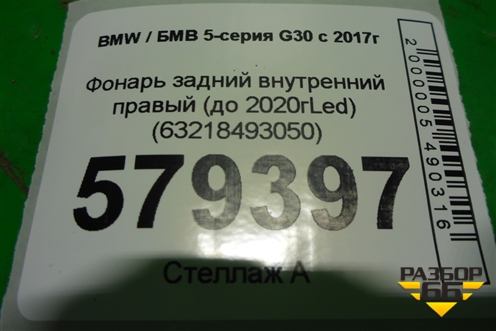 BMW / БМВ 5-серия G30 с 2017г
Фонарь задний внутренний
правый (до 2020гLed)
(63218493050)
579397
Стеллаж А
2000005490316
РАЗБОР
66